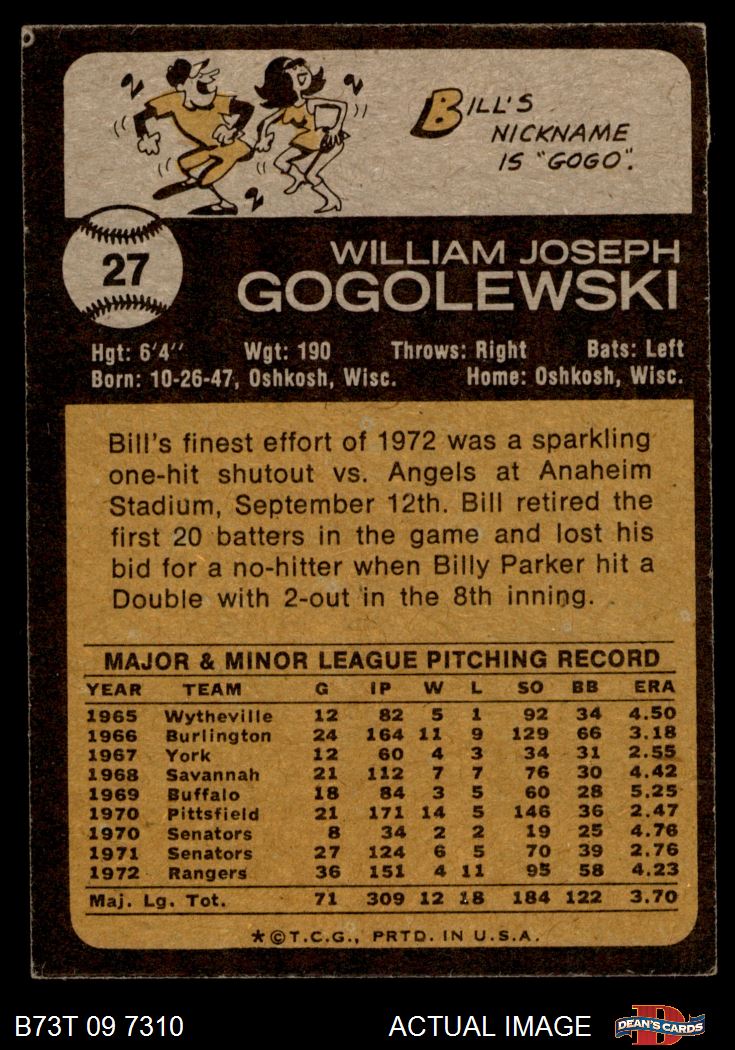 BILL'S
NICKNAME
IS "GOGO".
27
WILLIAM JOSEPH
GOGOLEWSKI
Hgt: 6'4" Wgt: 190 Throws: Right Bats: Left
Born: 10-26-47, Oshkosh, Wisc. Home: Oshkosh, Wisc.
Bill's finest effort of 1972 was a sparkling
one-hit shutout vs. Angels at Anaheim
Stadium, September 12th. Bill retired the
first 20 batters in the game and lost his
bid for a no-hitter when Billy Parker hit a
Double with 2-out in the 8th inning.
MAJOR & MINOR LEAGUE PITCHING RECORD
YEAR TEAM G IP W L SO BB ERA
1965 Wytheville 12 82 5 1 92 34 4.50
1966 Burlington 24 164 11 9 129 66 3.18
1967 York 12 60 4 3 34 31 2.55
1968 Savannah 21 112 7 7 76 30 4.42
1969 Buffalo 18 84 3 5 60 28 5.25
1970 Pittsfield 21 171 14 5 146 36 2.47
1970 Senators 8 34 2 2 19 25 4.76
1971 Senators 27 124 6 5 70 39 2.76
1972 Rangers 36 151 4 11 95 58 4.23
Maj. Lg. Tot. 71 309 12 18 184 122 3.70
*©T.C.G., PRTD. IN U.S.A.
B73T 09 7310 ACTUAL IMAGE DEAN'S CARDS